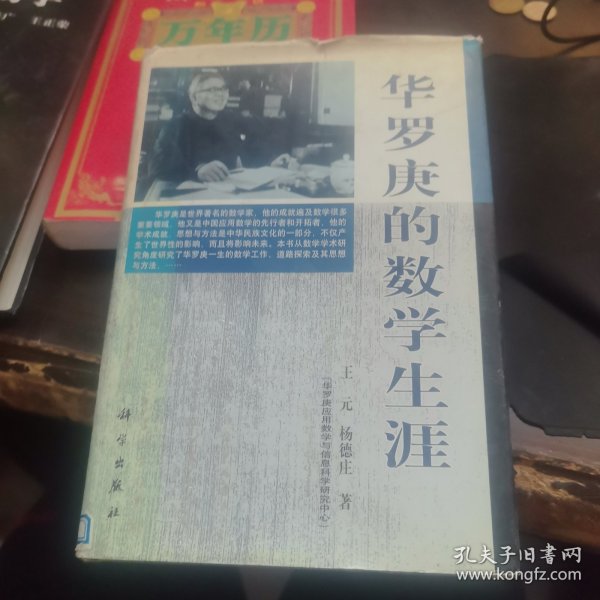 王正荣
万年历
华罗庚的数学生涯
华罗庚是世界著名的数学家,他的成就遍及数学很多
重要领域,他又是中国应用数学的先行者和开拓者,他的
学术成就、思想与方法是中华民族文化的一部分,不仅产
生了世界性的影响,而且将影响未来。本书从数学学术研
究角度研究了华罗庚一生的数学工作、道路探索及其思想
与方法,……
王 元 杨德庄 著
(华罗庚应用数学与信息科学研究中心)
科学出版社
孔夫子旧书网
www.kongfz.com